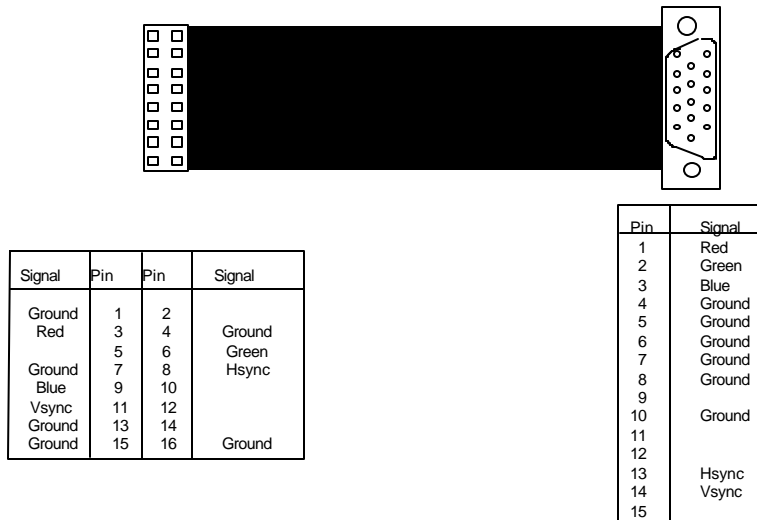 Signal Pin Pin Signal
Ground 1 2
Red 3 4 Ground
5 6 Green
Ground 7 8 Hsync
Blue 9 10
Vsync 11 12
Ground 13 14
Ground 15 16 Ground
Pin Signal
1 Red
2 Green
3 Blue
4 Ground
5 Ground
6 Ground
7 Ground
8 Ground
9
10 Ground
11
12
13 Hsync
14 Vsync
15